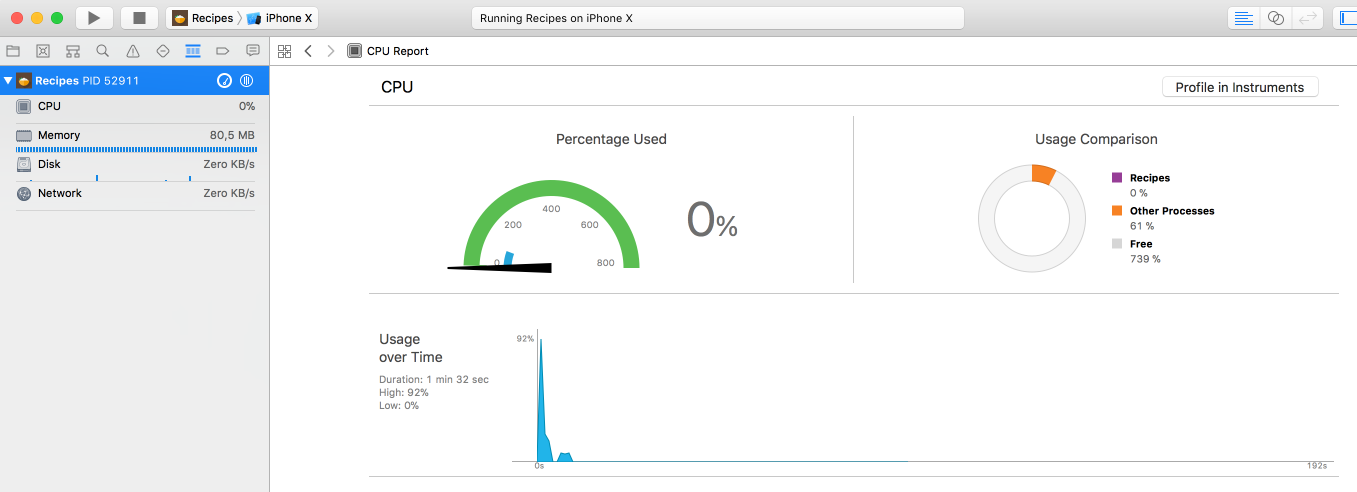 Recipes
iPhone X
Running Recipes on iPhone X
CPU Report
Recipes PID 52911
CPU 0%
Memory 80,5 MB
Disk Zero KB/s
Network Zero KB/s
CPU
Profile in Instruments
Percentage Used
0
200
400
600
800
0%
Usage Comparison
Recipes
0 %
Other Processes
61 %
Free
739 %
Usage
over Time
Duration: 1 min 32 sec
High: 92%
Low: 0%
92%
0s
192s